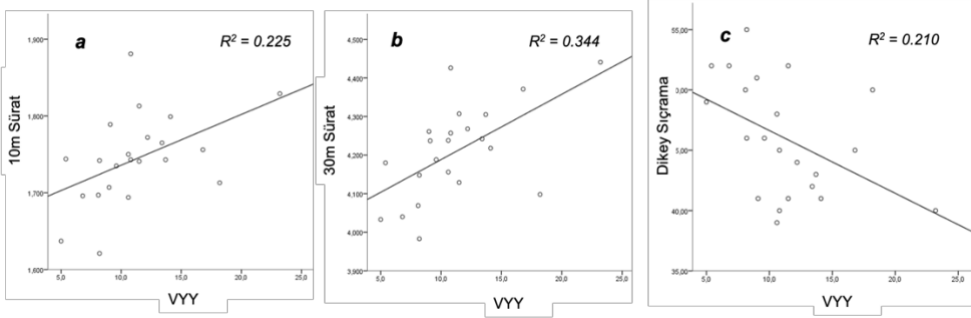 a
R² = 0.225
10m Sürat
1,900
1,800
1,700
1,600
5,0 10,0 15,0 20,0 25,0
VYY
b
R² = 0.344
30m Sürat
4,500
4,400
4,300
4,200
4,100
4,000
3,900
5,0 10,0 15,0 20,0 25,0
VYY
c
R² = 0.210
Dikey Sıçrama
55,00
3,00
5,00
40,00
35,00
5,0 10,0 15,0 20,0 25,0
VYY